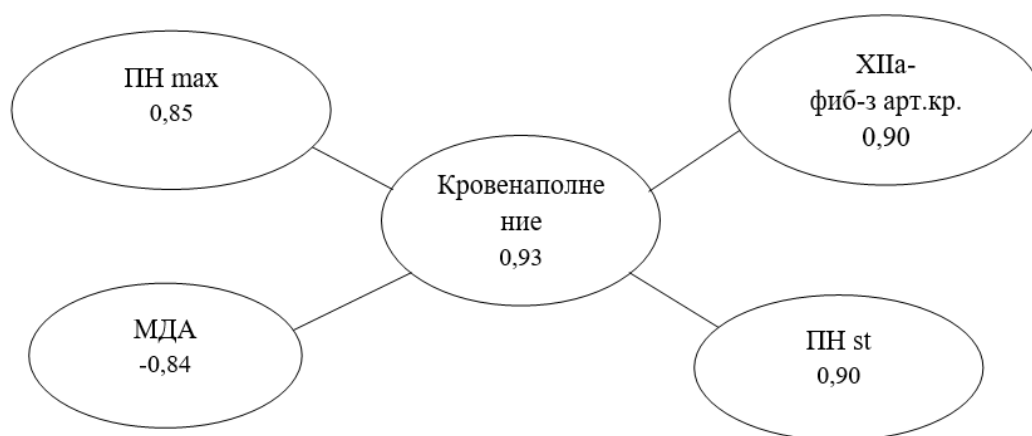 ПН max
0,85
XIIа-
фиб-з арт.кр.
0,90
Кровенаполне
ние
0,93
МДА
-0,84
ПН st
0,90